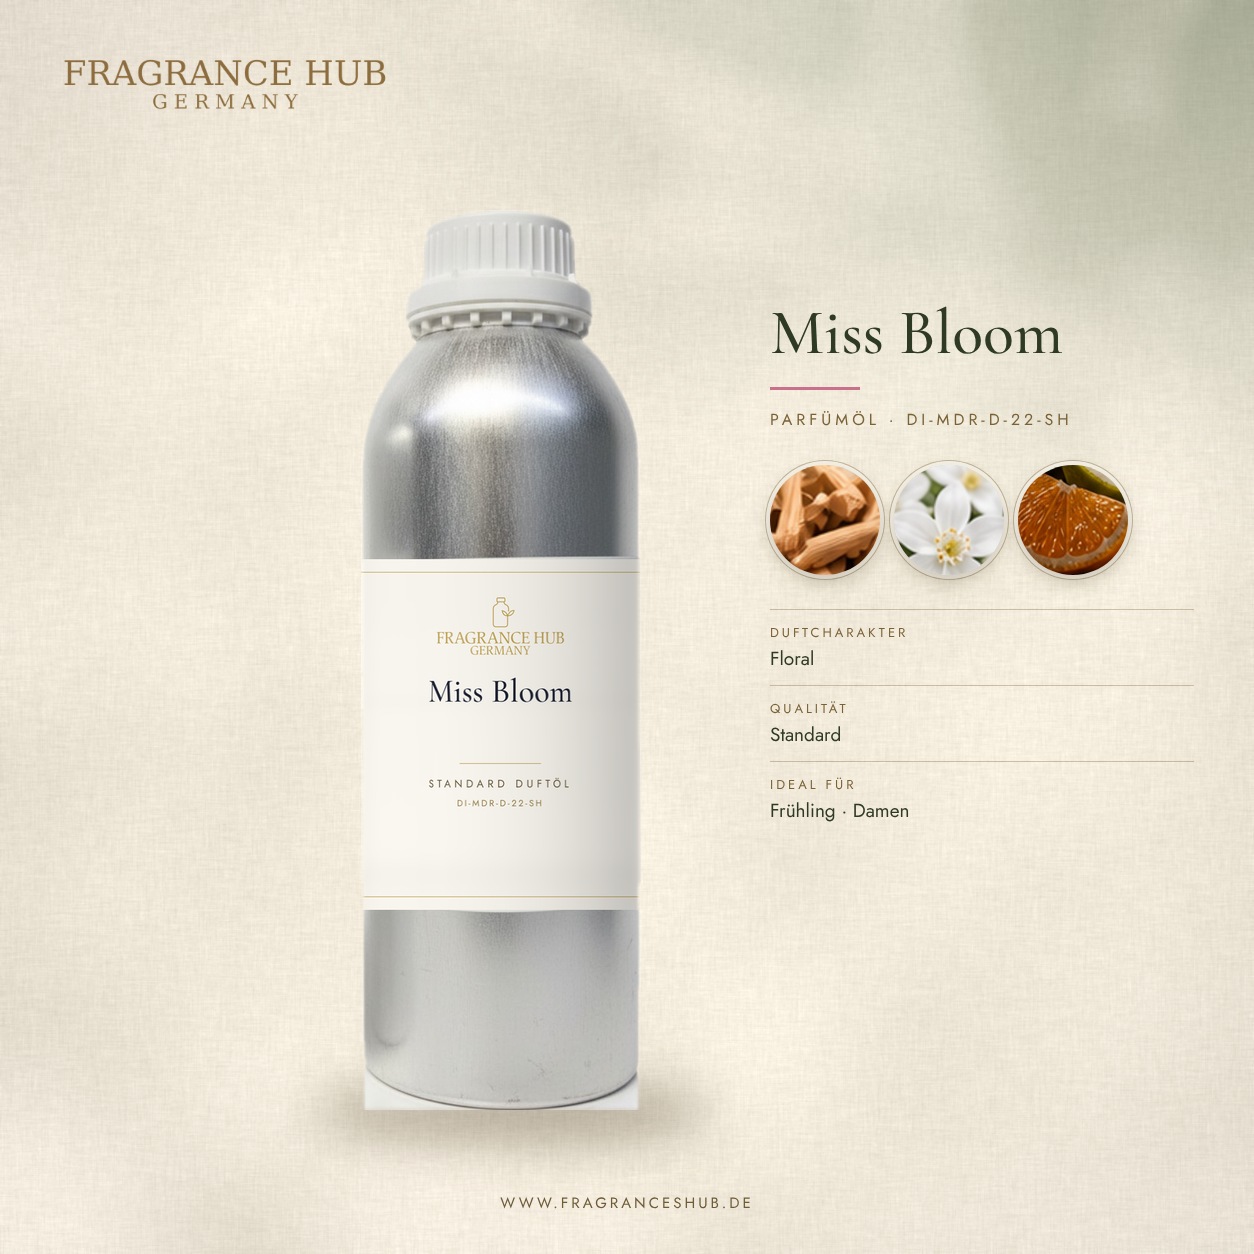 FRAGRANCE HUB
GERMANY
Miss Bloom
PARFÜMÖL · DI-MDR-D-22-SH
DUFTCHARAKTER
Floral
QUALITÄT
Standard
IDEAL FÜR
Frühling · Damen
FRAGRANCE HUB
GERMANY
Miss Bloom
STANDARD DUFTÖL
DI-MDR-D-22-SH
WWW.FRAGRANCESHUB.DE